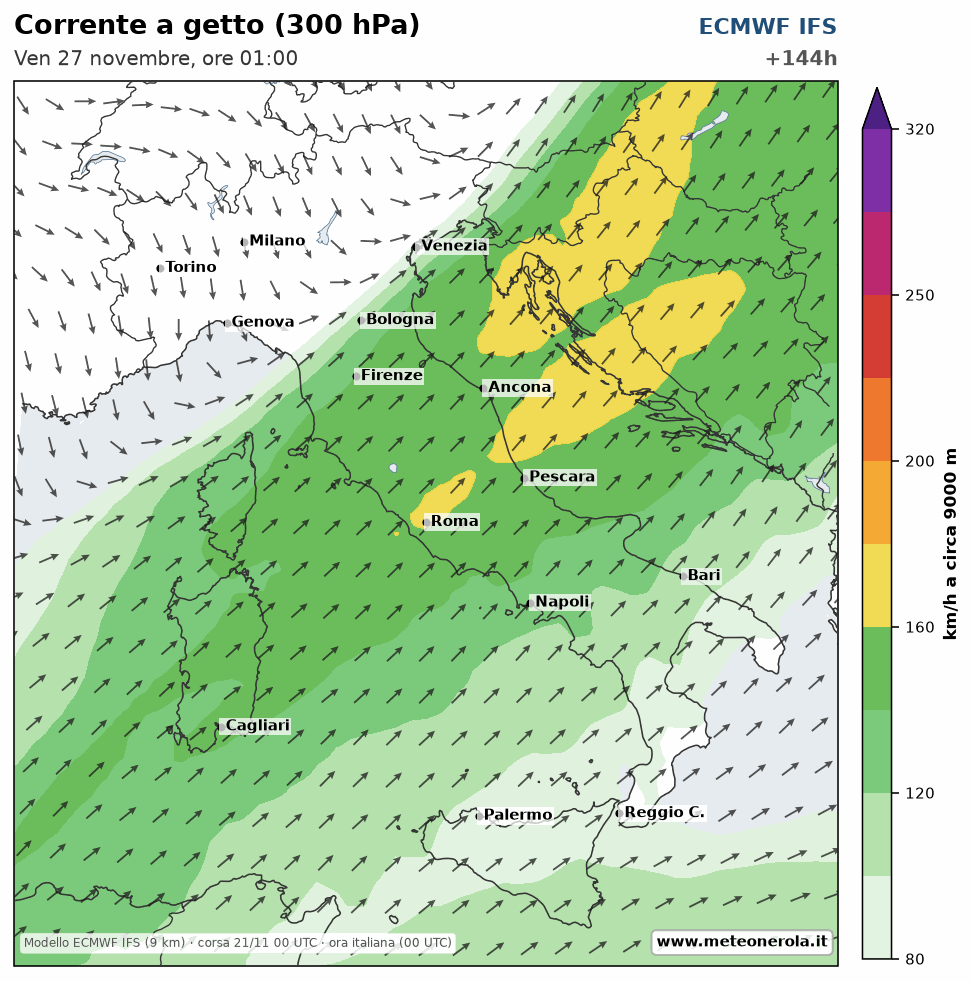 Corrente a getto (300 hPa)
ECMWF IFS
Ven 27 novembre, ore 01:00
+144h
320
250
200
160
120
80
km/h a circa 9000 m
Milano
Venezia
Torino
Genova
Bologna
Firenze
Ancona
Pescara
Roma
Bari
Napoli
Cagliari
Palermo
Reggio C.
Modello ECMWF IFS (9 km) · corsa 21/11 00 UTC · ora italiana (00 UTC)
www.meteonerola.it